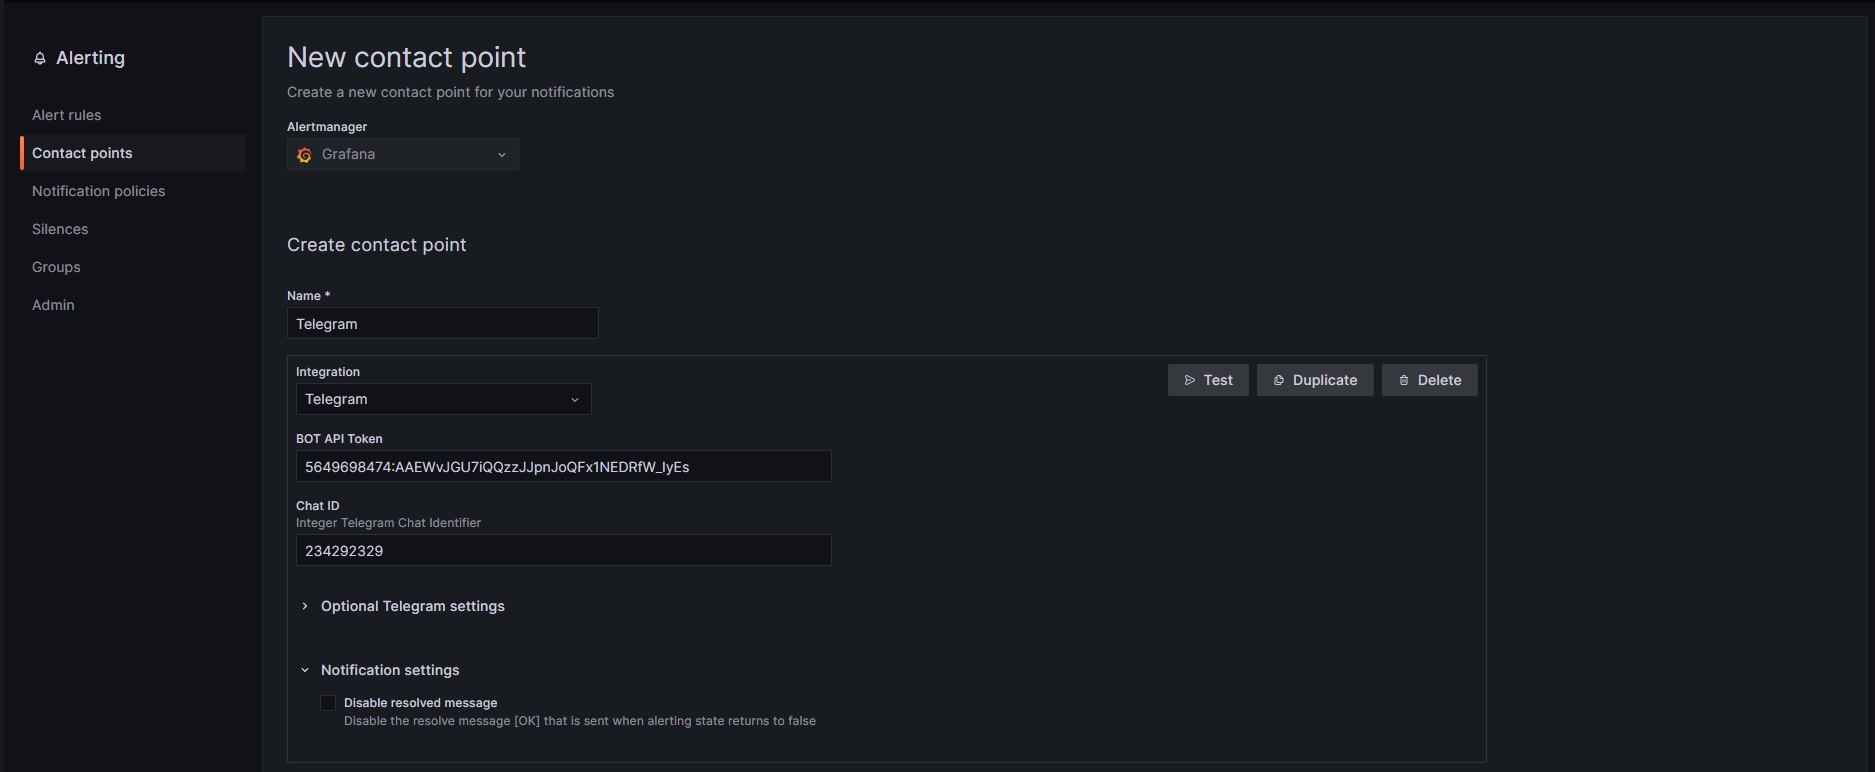 Alerting
Alert rules
Contact points
Notification policies
Silences
Groups
Admin
New contact point
Create a new contact point for your notifications
Alertmanager
Grafana
Create contact point
Name *
Telegram
Integration
Telegram
Test
Duplicate
Delete
BOT API Token
5649698474:AAEWvJGU7iQQzzJJpnJoQFx1NEDRfW_IyEs
Chat ID
Integer Telegram Chat Identifier
234292329
Optional Telegram settings
Notification settings
Disable resolved message
Disable the resolve message [OK] that is sent when alerting state returns to false